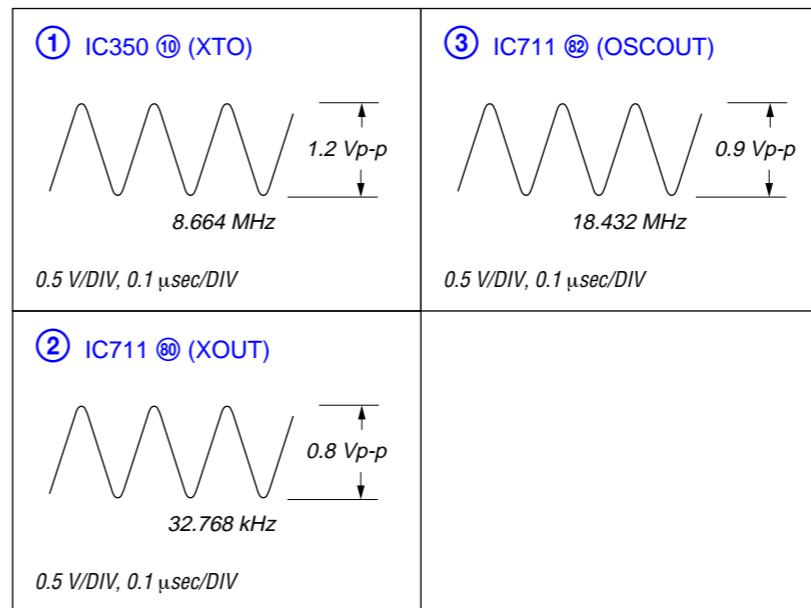 ① IC350 ⑩ (XTO)
1.2 Vp-p
8.664 MHz
0.5 V/DIV, 0.1 μsec/DIV
② IC711 80 (XOUT)
0.8 Vp-p
32.768 kHz
0.5 V/DIV, 0.1 μsec/DIV
③ IC711 82 (OSCOUT)
0.9 Vp-p
18.432 MHz
0.5 V/DIV, 0.1 μsec/DIV